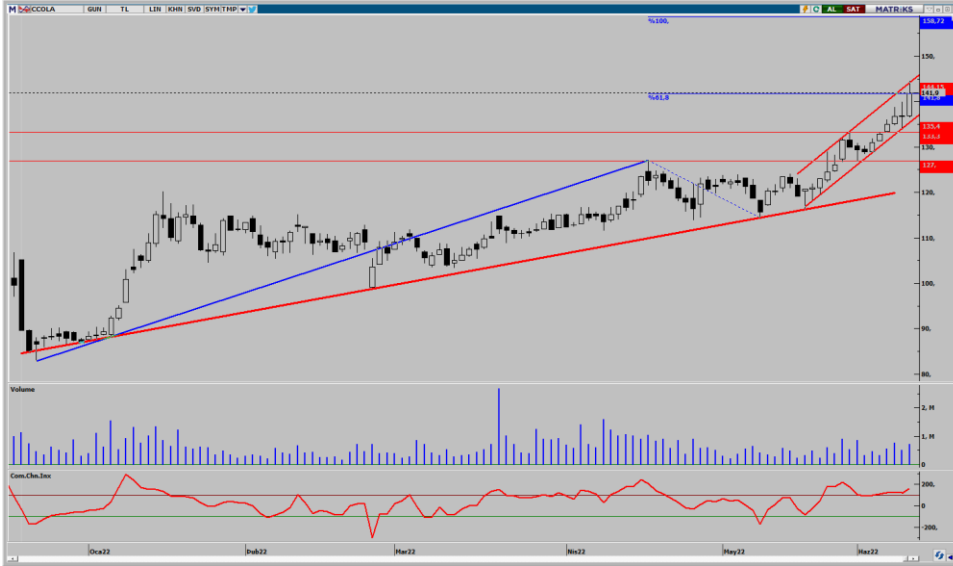 M CCOLA GUN TL LIN KHN SVD SYM TMP AL SAT MATRIKS
%100,
158,72
150,
%61,8
141,9
133,4
130,
127,
120,
110,
100,
90,
80,
Volume
2, M
1, M
0
Com.Chn.Inx
200,
0
-200,
Oca22 Şub22 Mar22 Nis22 May22 Haz22